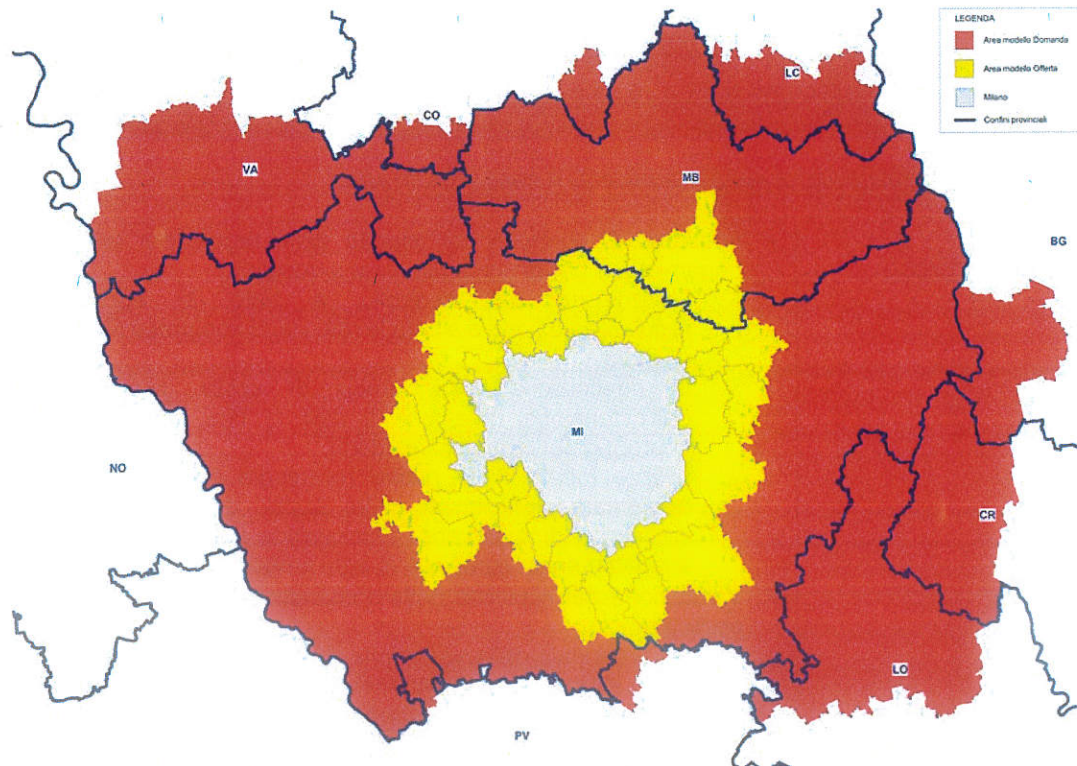 LEGENDA
Area modello Domanda
Area modello Offerta
Milano
Confini provinciali
LC
CO
VA
MB
BG
MI
NO
CR
LO
PV